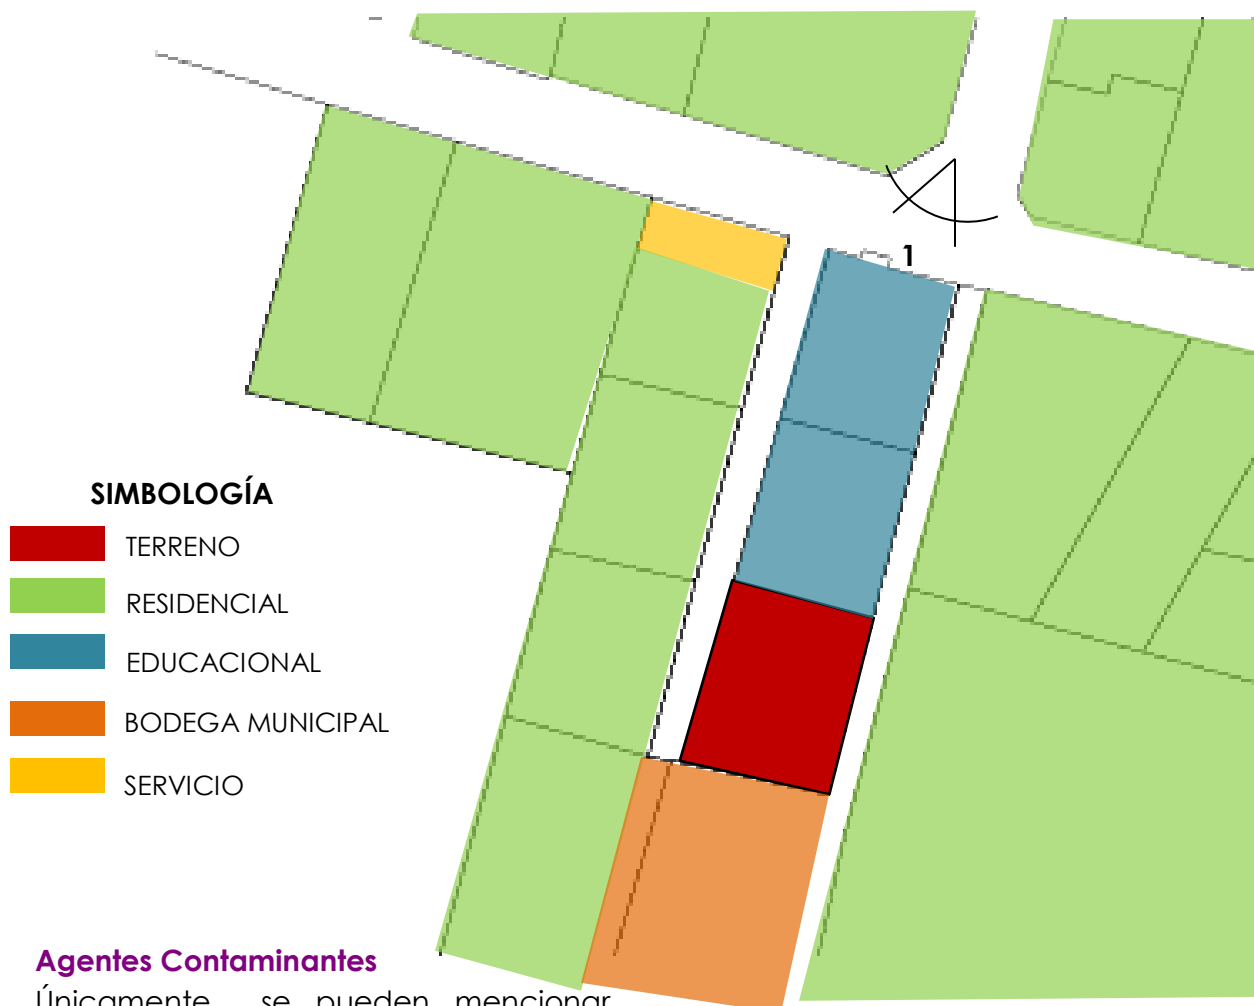 1
SIMBOLOGÍA
TERRENO
RESIDENCIAL
EDUCACIONAL
BODEGA MUNICIPAL
SERVICIO
Agentes Contaminantes
Únicamente se pueden mencionar